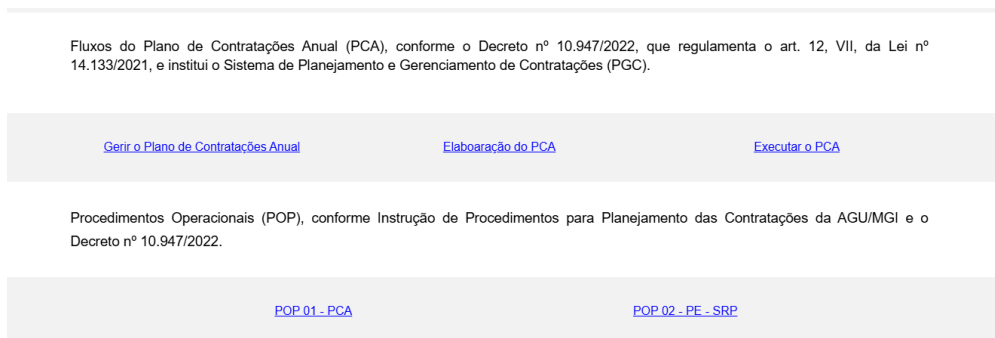 Fluxos do Plano de Contratações Anual (PCA), conforme o Decreto nº 10.947/2022, que regulamenta o art. 12, VII, da Lei nº
14.133/2021, e institui o Sistema de Planejamento e Gerenciamento de Contratações (PGC).
Gerir o Plano de Contratações Anual
Elaboaração do PCA
Executar o PCA
Procedimentos Operacionais (POP), conforme Instrução de Procedimentos para Planejamento das Contratações da AGU/MGI e o
Decreto nº 10.947/2022.
POP 01 - PCA
POP 02 - PE - SRP